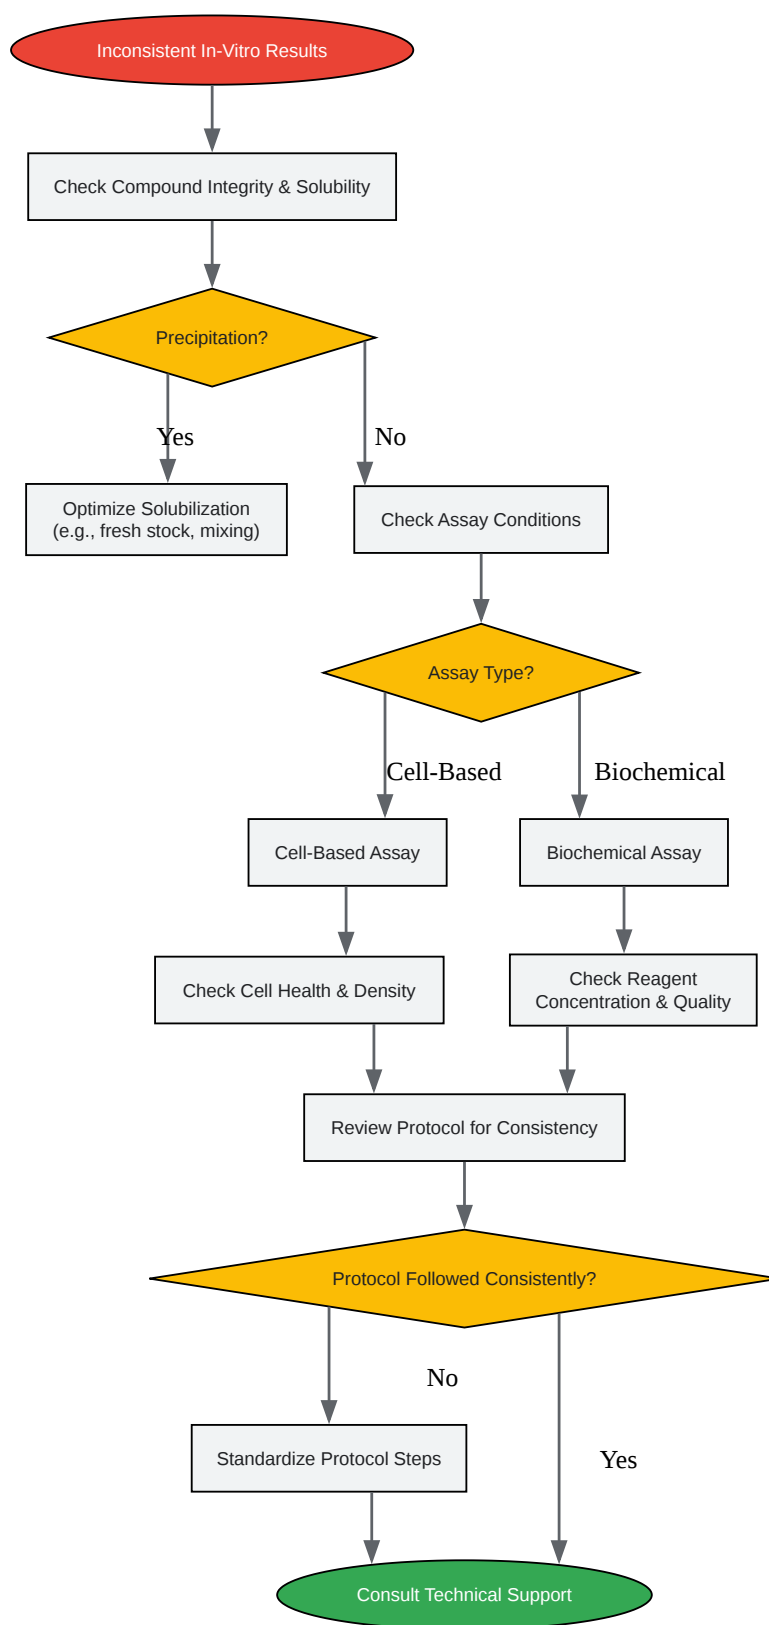 Inconsistent In-Vitro Results
Check Compound Integrity & Solubility
Precipitation?
Yes
No
Optimize Solubilization
(e.g., fresh stock, mixing)
Check Assay Conditions
Assay Type?
Cell-Based
Biochemical
Cell-Based Assay
Biochemical Assay
Check Cell Health & Density
Check Reagent
Concentration & Quality
Review Protocol for Consistency
Protocol Followed Consistently?
No
Standardize Protocol Steps
Yes
Consult Technical Support